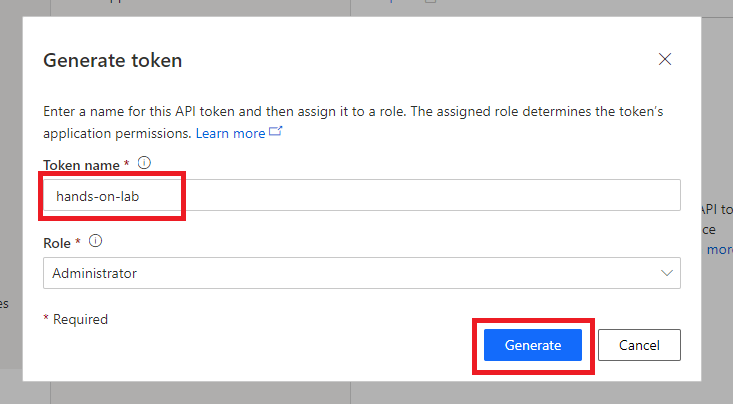 Generate token
Enter a name for this API token and then assign it to a role. The assigned role determines the token's
application permissions. Learn more
Token name *
hands-on-lab
Role *
Administrator
* Required
Generate
Cancel
API to
ce
more
es